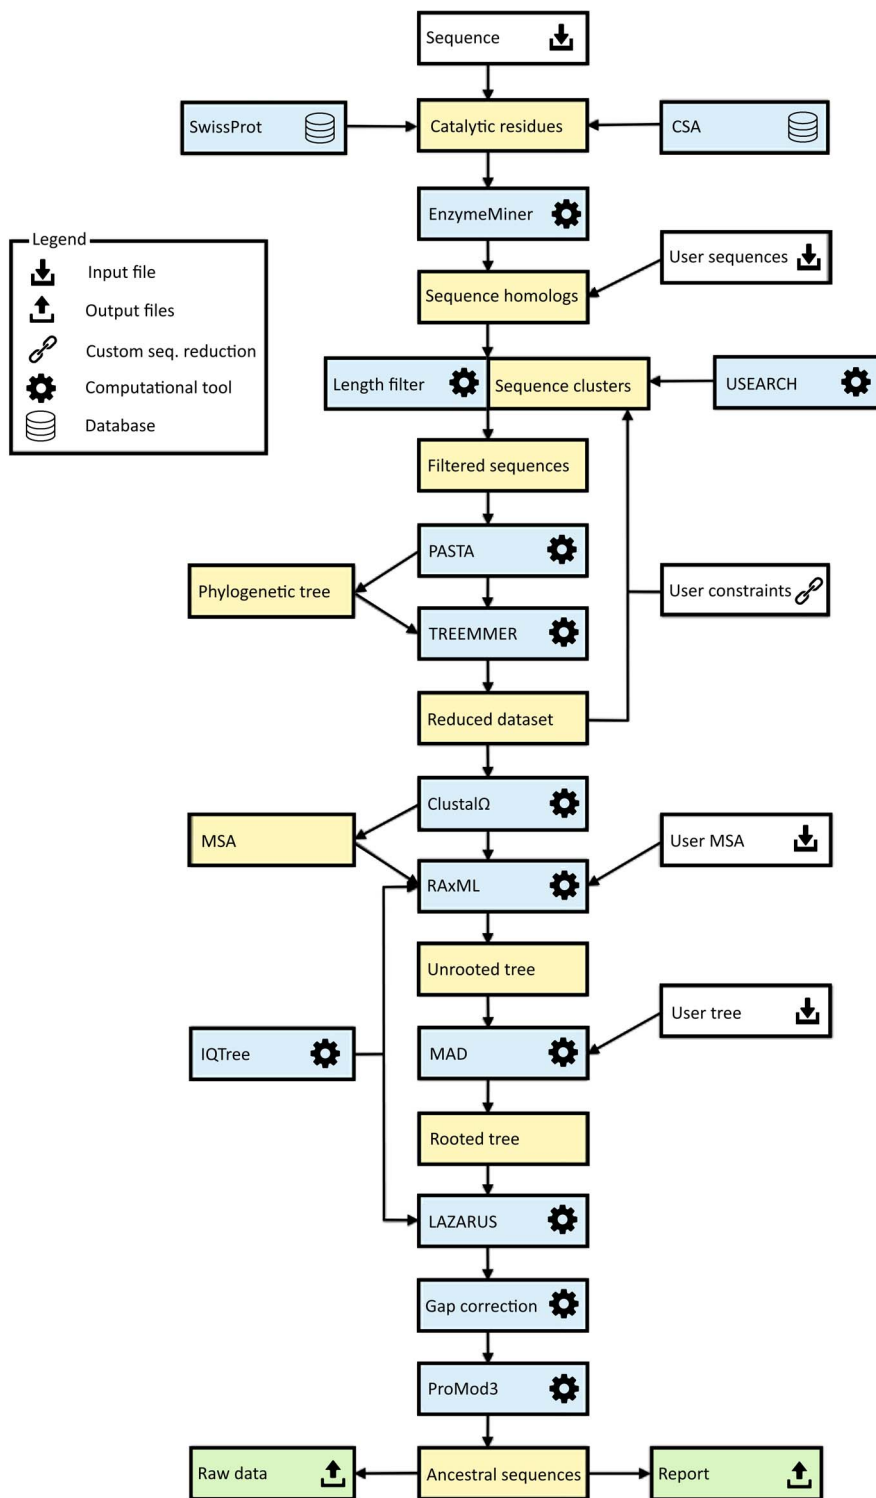 Sequence
SwissProt
Catalytic residues
CSA
EnzymeMiner
Legend
Input file
Output files
Custom seq. reduction
Computational tool
Database
User sequences
Sequence homologs
Length filter
Sequence clusters
USEARCH
Filtered sequences
PASTA
Phylogenetic tree
User constraints
TREEMMER
Reduced dataset
ClustalΩ
MSA
User MSA
RAxML
Unrooted tree
User tree
IQTree
MAD
Rooted tree
LAZARUS
Gap correction
ProMod3
Raw data
Ancestral sequences
Report